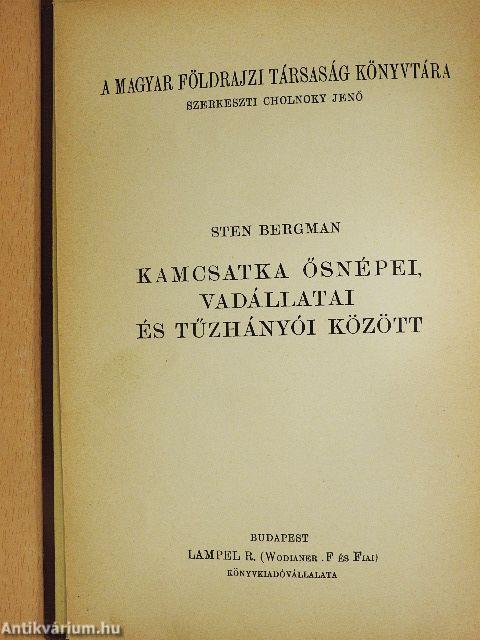 A MAGYAR FÖLDRAJZI TÁRSASÁG KÖNYVTÁRA
SZERKESZTI CHOLNOKY JENŐ
STEN BERGMAN
KAMCSATKA ŐSNÉPEI,
VADÁLLATAI
ÉS TŰZHÁNYÓI KÖZÖTT
BUDAPEST
LAMPEL R. (WODIANER .F ÉS FIAI)
KÖNYVKIADÓVÁLLALATA
Antikvárium.hu